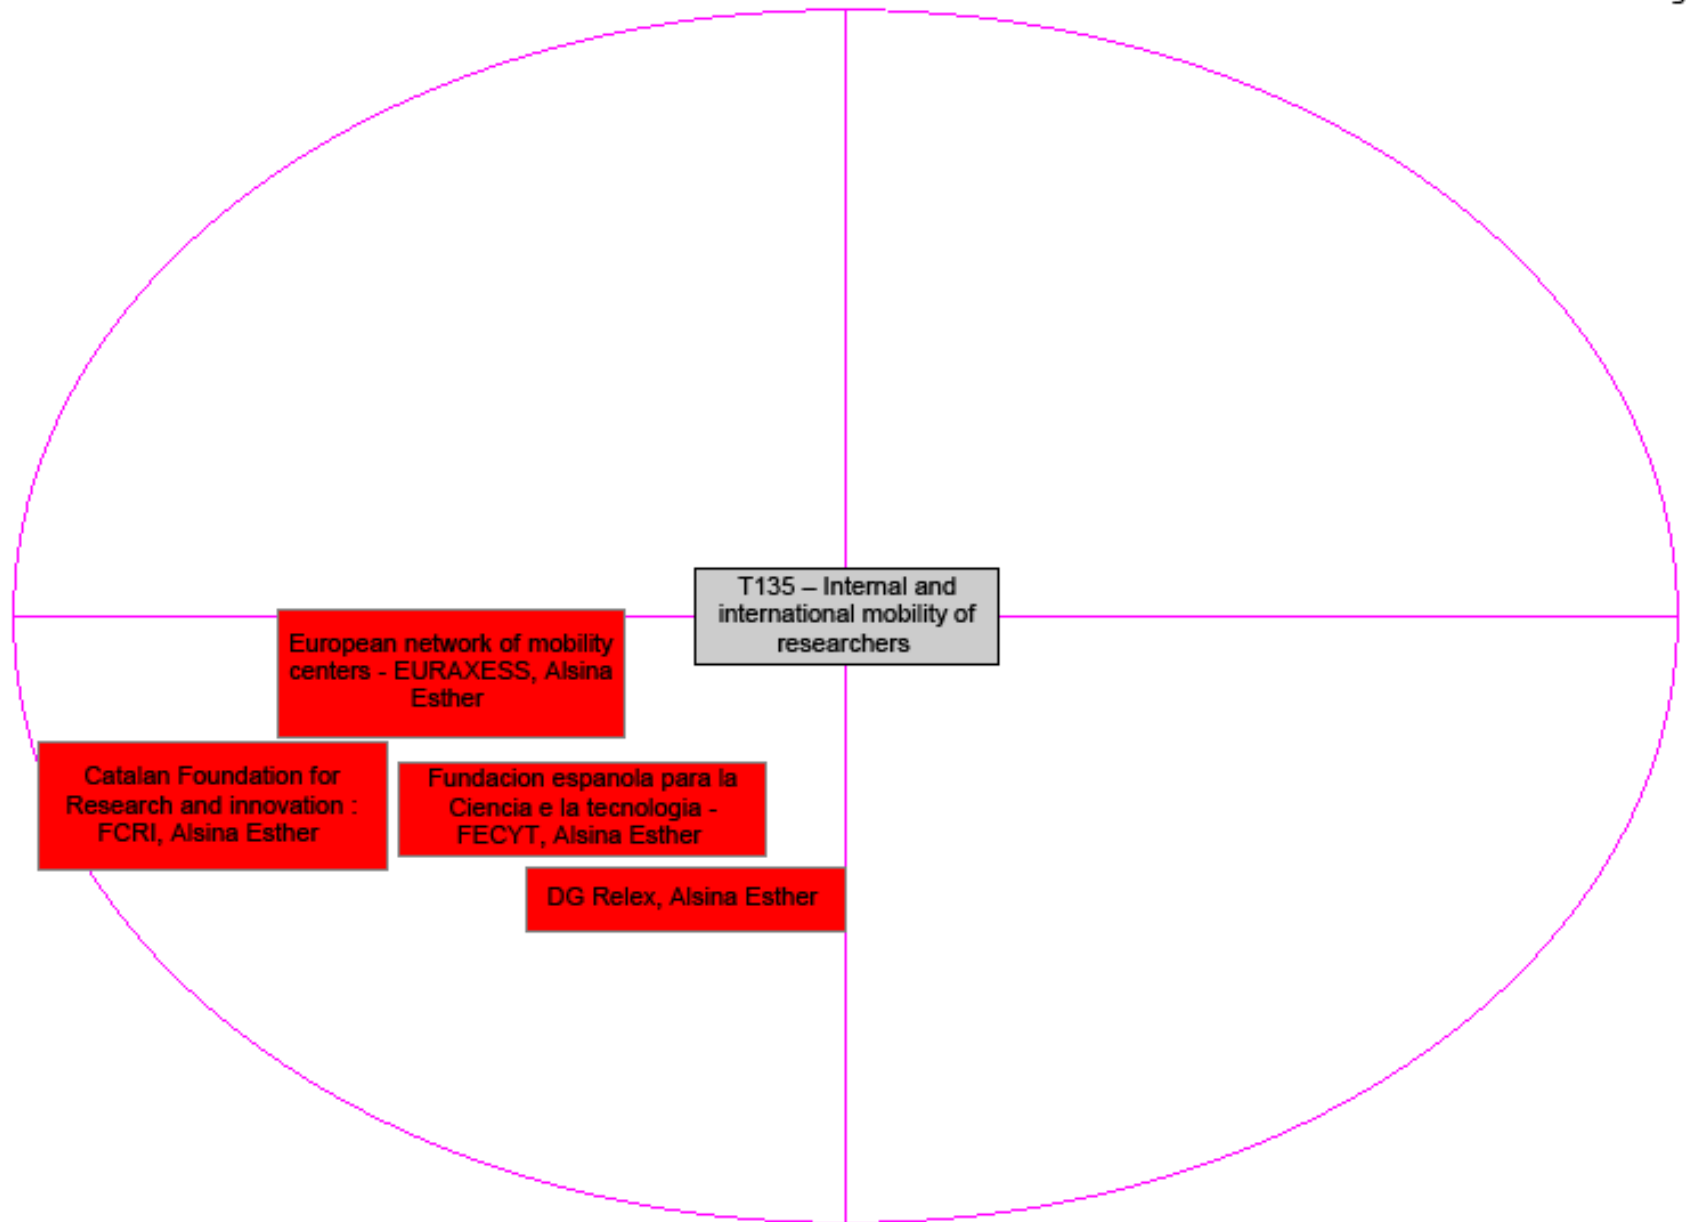 T135 – Internal and
international mobility of
researchers
European network of mobility
centers - EURAXESS, Alsina
Esther
Catalan Foundation for
Research and innovation :
FCRI, Alsina Esther
Fundacion espanola para la
Ciencia e la tecnologia -
FECYT, Alsina Esther
DG Relex, Alsina Esther